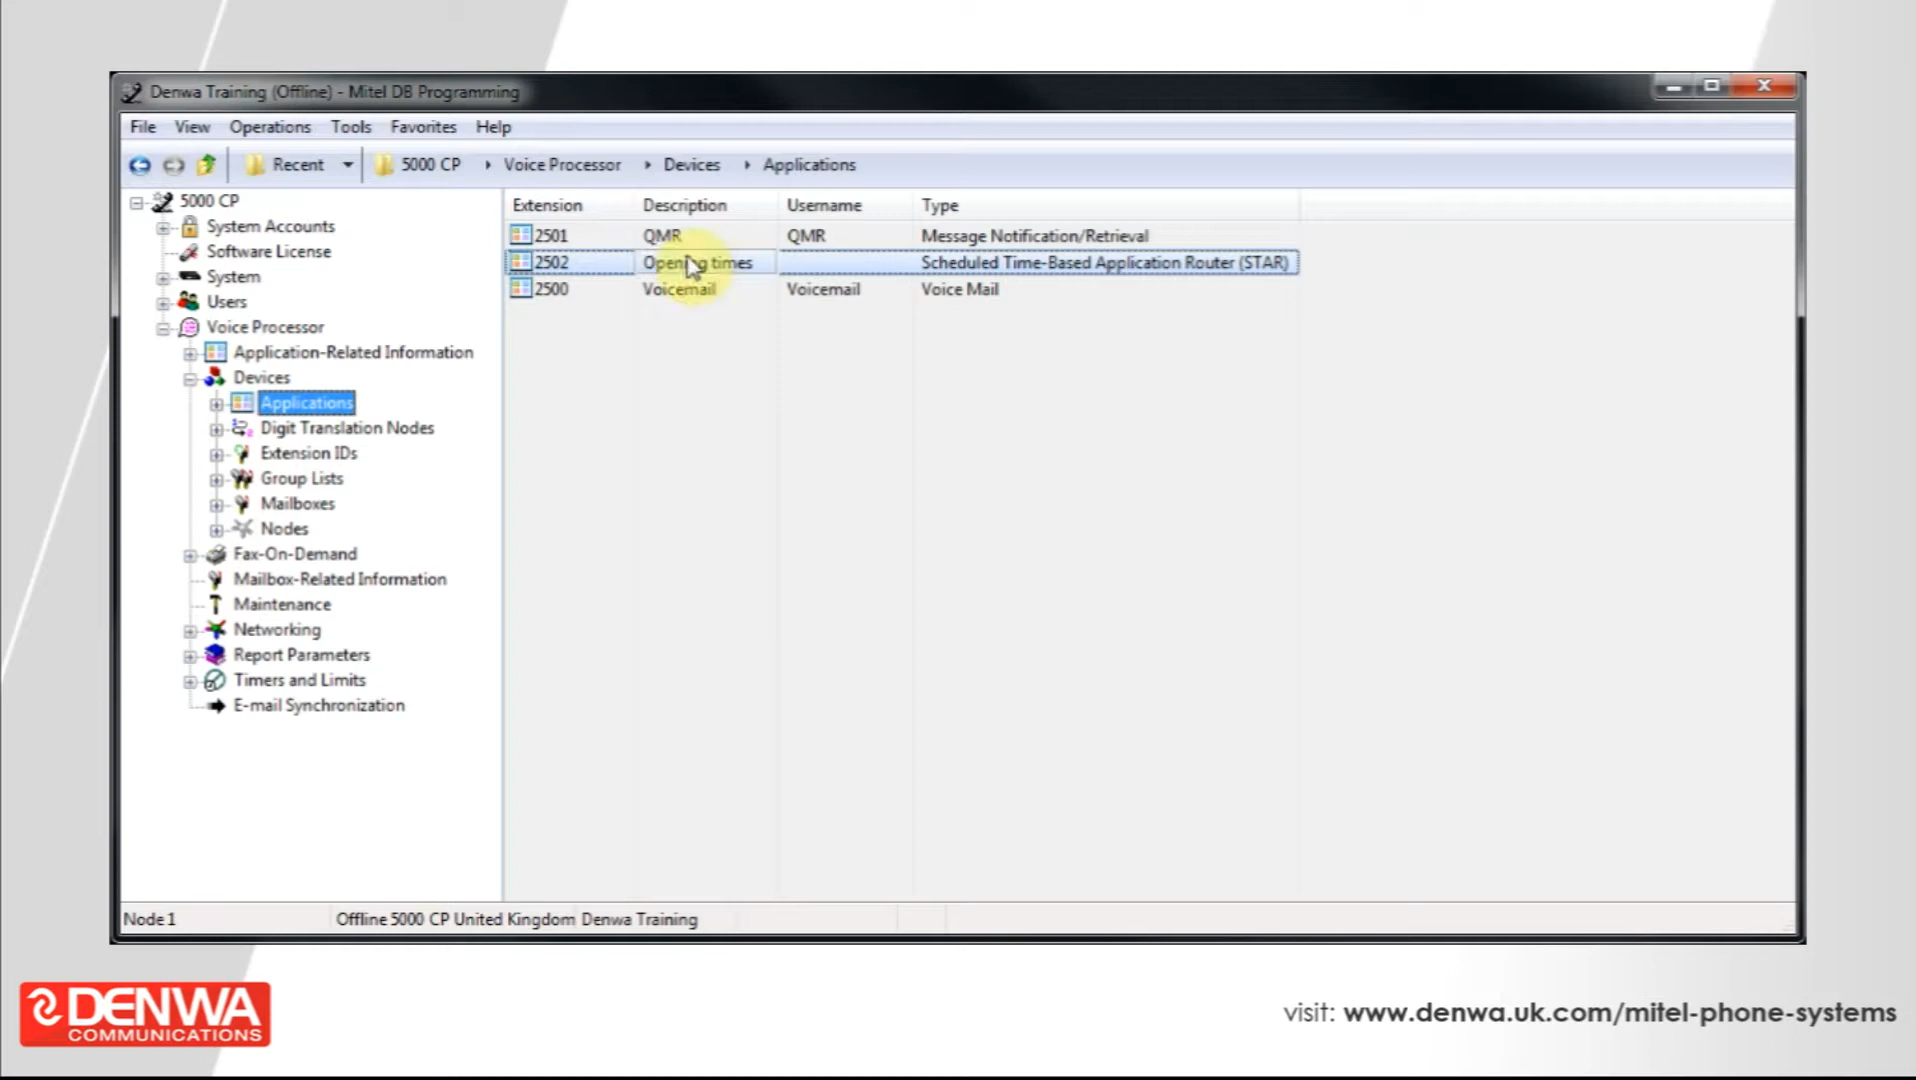 Denwa Training (Offline) - Mitel DB Programming
File View Operations Tools Favorites Help
Recent 5000 CP Voice Processor Devices Applications
5000 CP
System Accounts
Software License
System
Users
Voice Processor
Application-Related Information
Devices
Applications
Digit Translation Nodes
Extension IDs
Group Lists
Mailboxes
Nodes
Fax-On-Demand
Mailbox-Related Information
Maintenance
Networking
Report Parameters
Timers and Limits
E-mail Synchronization
Extension Description Username Type
2501 QMR QMR Message Notification/Retrieval
2502 Opening times Scheduled Time-Based Application Router (STAR)
2500 Voicemail Voicemail Voice Mail
Node 1 Offline 5000 CP United Kingdom Denwa Training
DENWA
COMMUNICATIONS
visit: www.denwa.uk.com/mitel-phone-systems